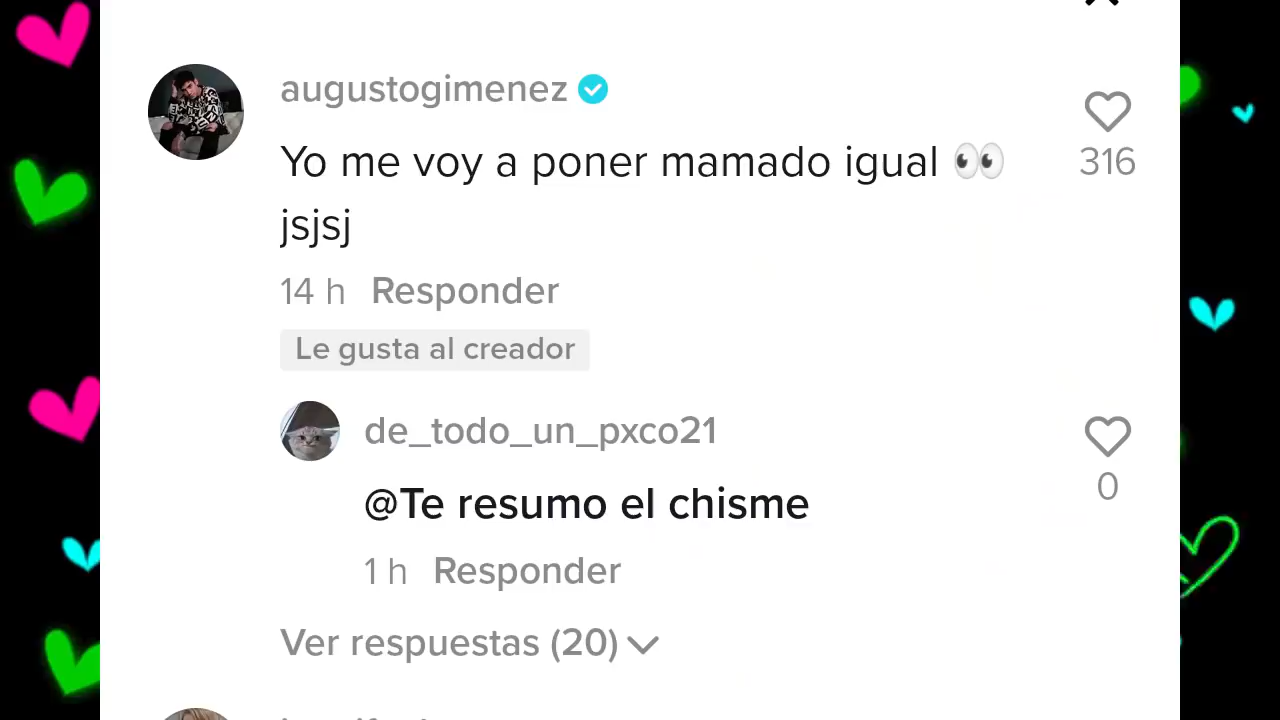 augustogimenez
Yo me voy a poner mamado igual 👀
316
jsjsj
14 h Responder
Le gusta al creador
de_todo_un_pxco21
@Te resumo el chisme
0
1 h Responder
Ver respuestas (20)